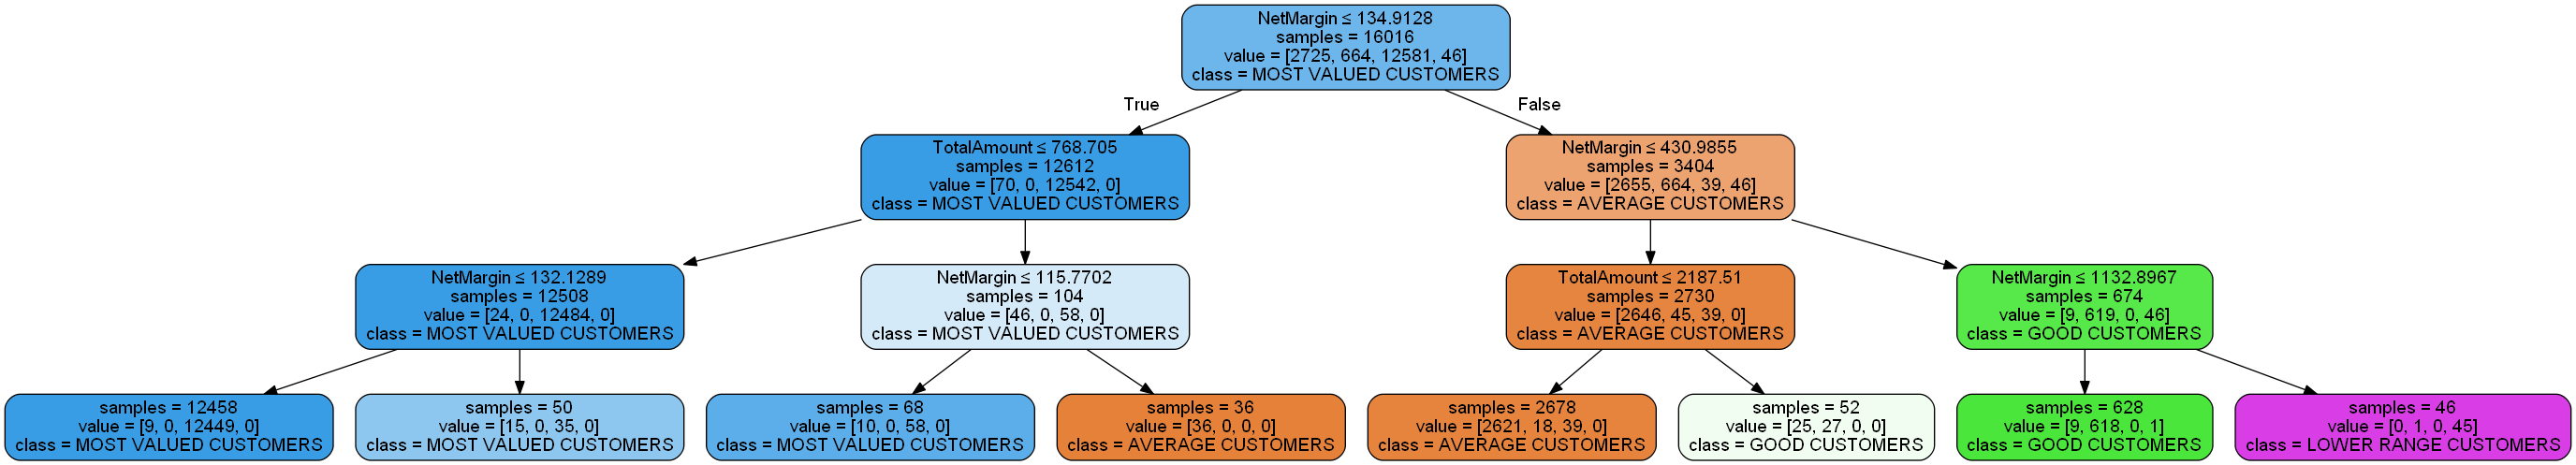 NetMargin ≤ 134.9128
samples = 16016
value = [2725, 664, 12581, 46]
class = MOST VALUED CUSTOMERS
True
False
TotalAmount ≤ 768.705
samples = 12612
value = [70, 0, 12542, 0]
class = MOST VALUED CUSTOMERS
NetMargin ≤ 430.9855
samples = 3404
value = [2655, 664, 39, 46]
class = AVERAGE CUSTOMERS
NetMargin ≤ 132.1289
samples = 12508
value = [24, 0, 12484, 0]
class = MOST VALUED CUSTOMERS
NetMargin ≤ 115.7702
samples = 104
value = [46, 0, 58, 0]
class = MOST VALUED CUSTOMERS
TotalAmount ≤ 2187.51
samples = 2730
value = [2646, 45, 39, 0]
class = AVERAGE CUSTOMERS
NetMargin ≤ 1132.8967
samples = 674
value = [9, 619, 0, 46]
class = GOOD CUSTOMERS
samples = 12458
value = [9, 0, 12449, 0]
class = MOST VALUED CUSTOMERS
samples = 50
value = [15, 0, 35, 0]
class = MOST VALUED CUSTOMERS
samples = 68
value = [10, 0, 58, 0]
class = MOST VALUED CUSTOMERS
samples = 36
value = [36, 0, 0, 0]
class = AVERAGE CUSTOMERS
samples = 2678
value = [2621, 18, 39, 0]
class = AVERAGE CUSTOMERS
samples = 52
value = [25, 27, 0, 0]
class = GOOD CUSTOMERS
samples = 628
value = [9, 618, 0, 1]
class = GOOD CUSTOMERS
samples = 46
value = [0, 1, 0, 45]
class = LOWER RANGE CUSTOMERS